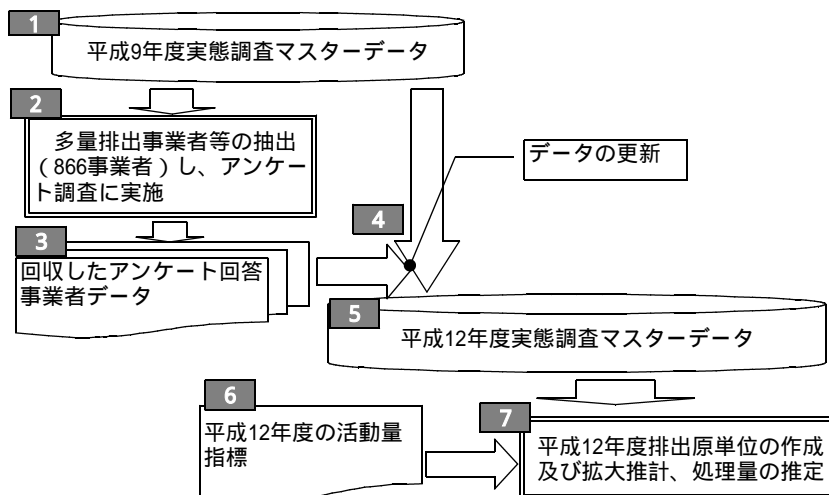 1
平成9年度実態調査マスターデータ
2
多量排出事業者等の抽出
（866事業者）し、アンケー
ト調査に実施
データの更新
4
3
回収したアンケート回答
事業者データ
5
平成12年度実態調査マスターデータ
6
平成12年度の活動量
指標
7
平成12年度排出原単位の作成
及び拡大推計、処理量の推定